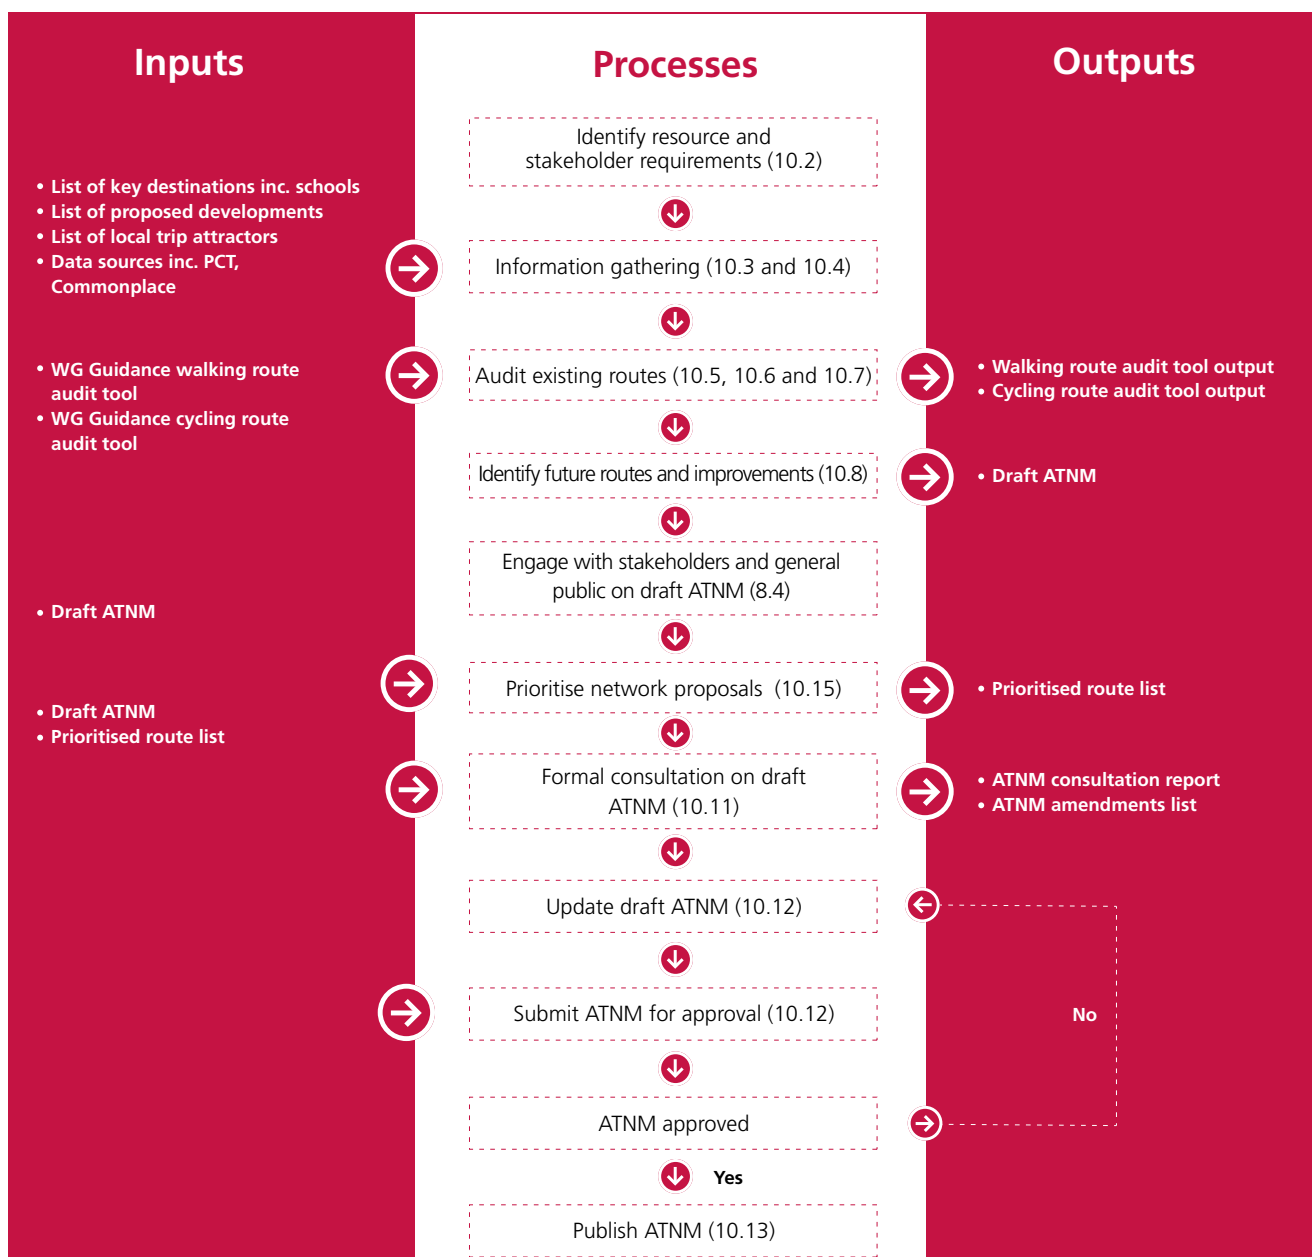 Inputs
• List of key destinations inc. schools
• List of proposed developments
• List of local trip attractors
• Data sources inc. PCT,
Commonplace
• WG Guidance walking route
audit tool
• WG Guidance cycling route
audit tool
• Draft ATNM
• Draft ATNM
• Prioritised route list
Processes
Identify resource and
stakeholder requirements (10.2)
Information gathering (10.3 and 10.4)
Audit existing routes (10.5, 10.6 and 10.7)
Identify future routes and improvements (10.8)
Engage with stakeholders and general
public on draft ATNM (8.4)
Prioritise network proposals (10.15)
Formal consultation on draft
ATNM (10.11)
Update draft ATNM (10.12)
Submit ATNM for approval (10.12)
ATNM approved
Yes
Publish ATNM (10.13)
Outputs
• Walking route audit tool output
• Cycling route audit tool output
• Draft ATNM
• Prioritised route list
• ATNM consultation report
• ATNM amendments list
No